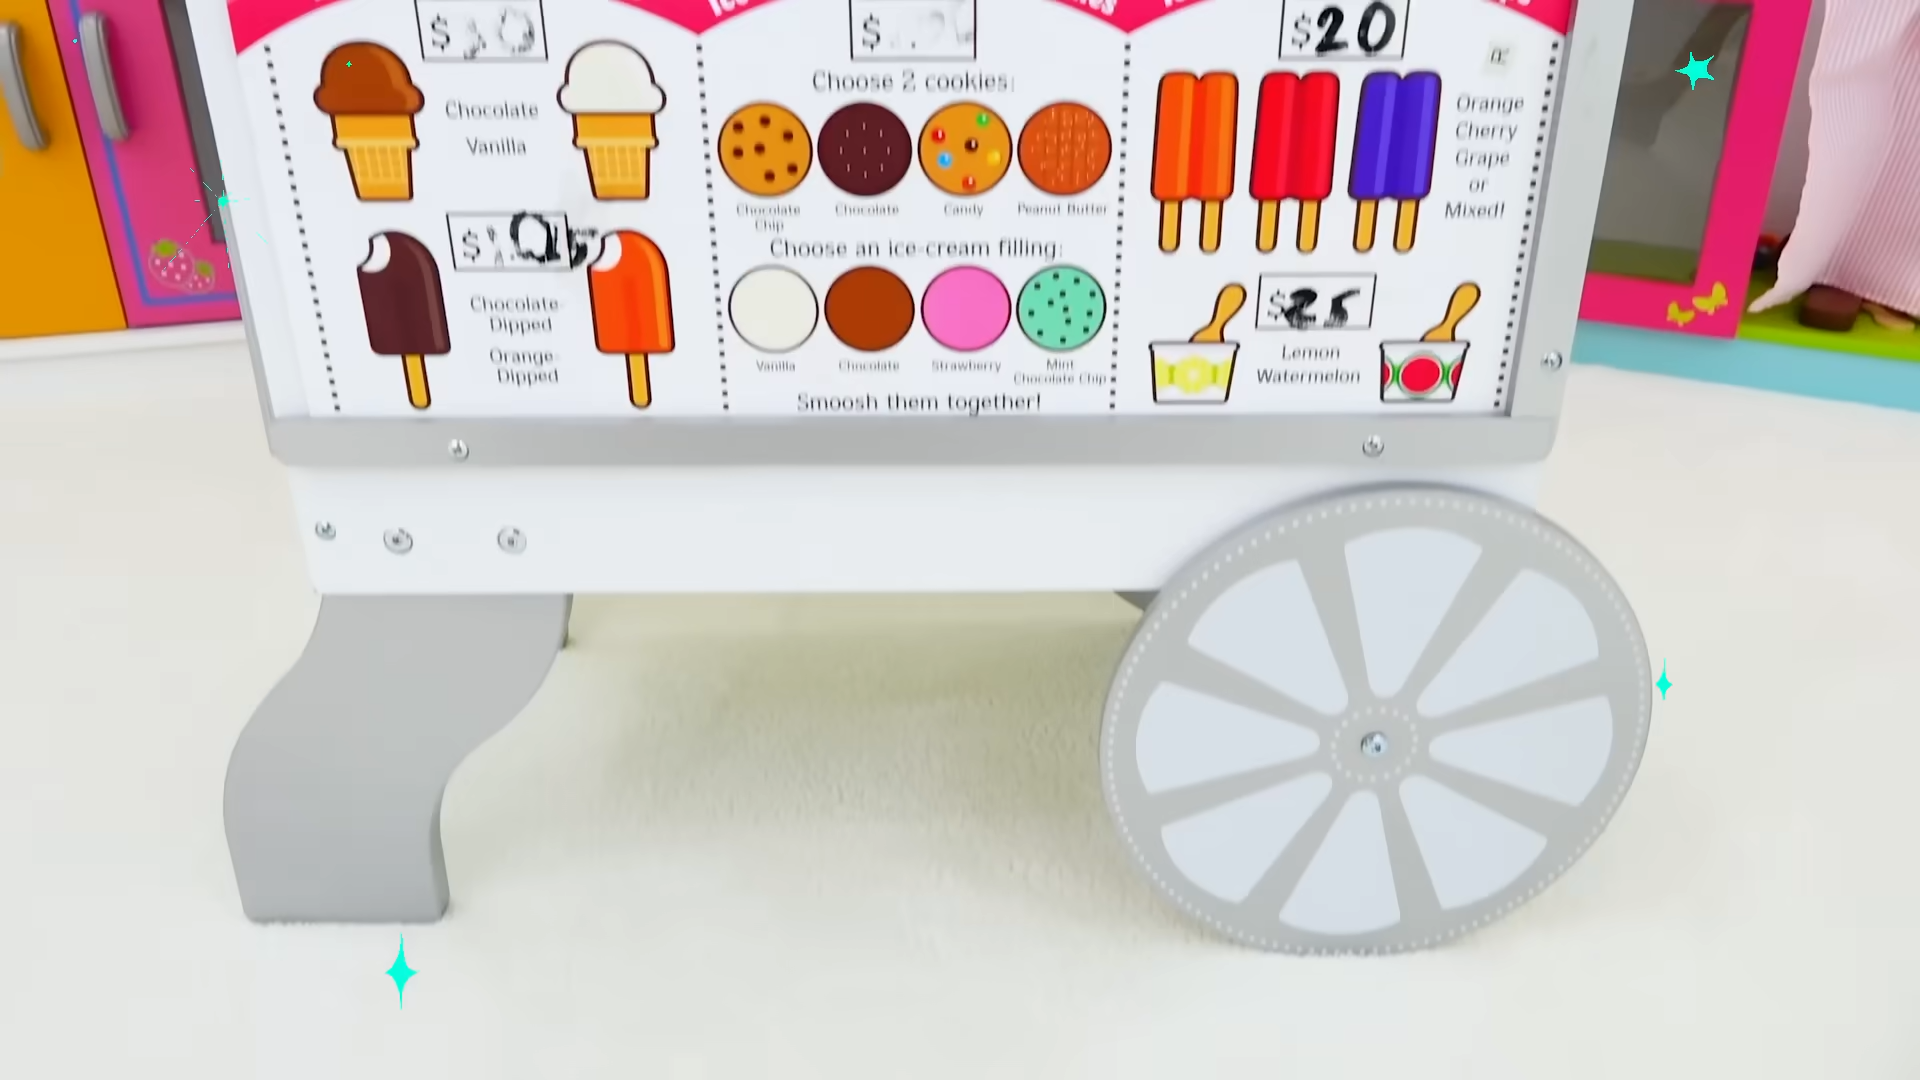 $
$
$20
Chocolate
Vanilla
Choose 2 cookies:
Chocolate Chip
Chocolate
Candy
Peanut Butter
Orange
Cherry
Grape
or
Mixed!
$
Chocolate-
Dipped
Orange-
Dipped
Choose an ice-cream filling:
Vanilla
Chocolate
Strawberry
Mint
Chocolate Chip
Smoosh them together!
$25
Lemon
Watermelon